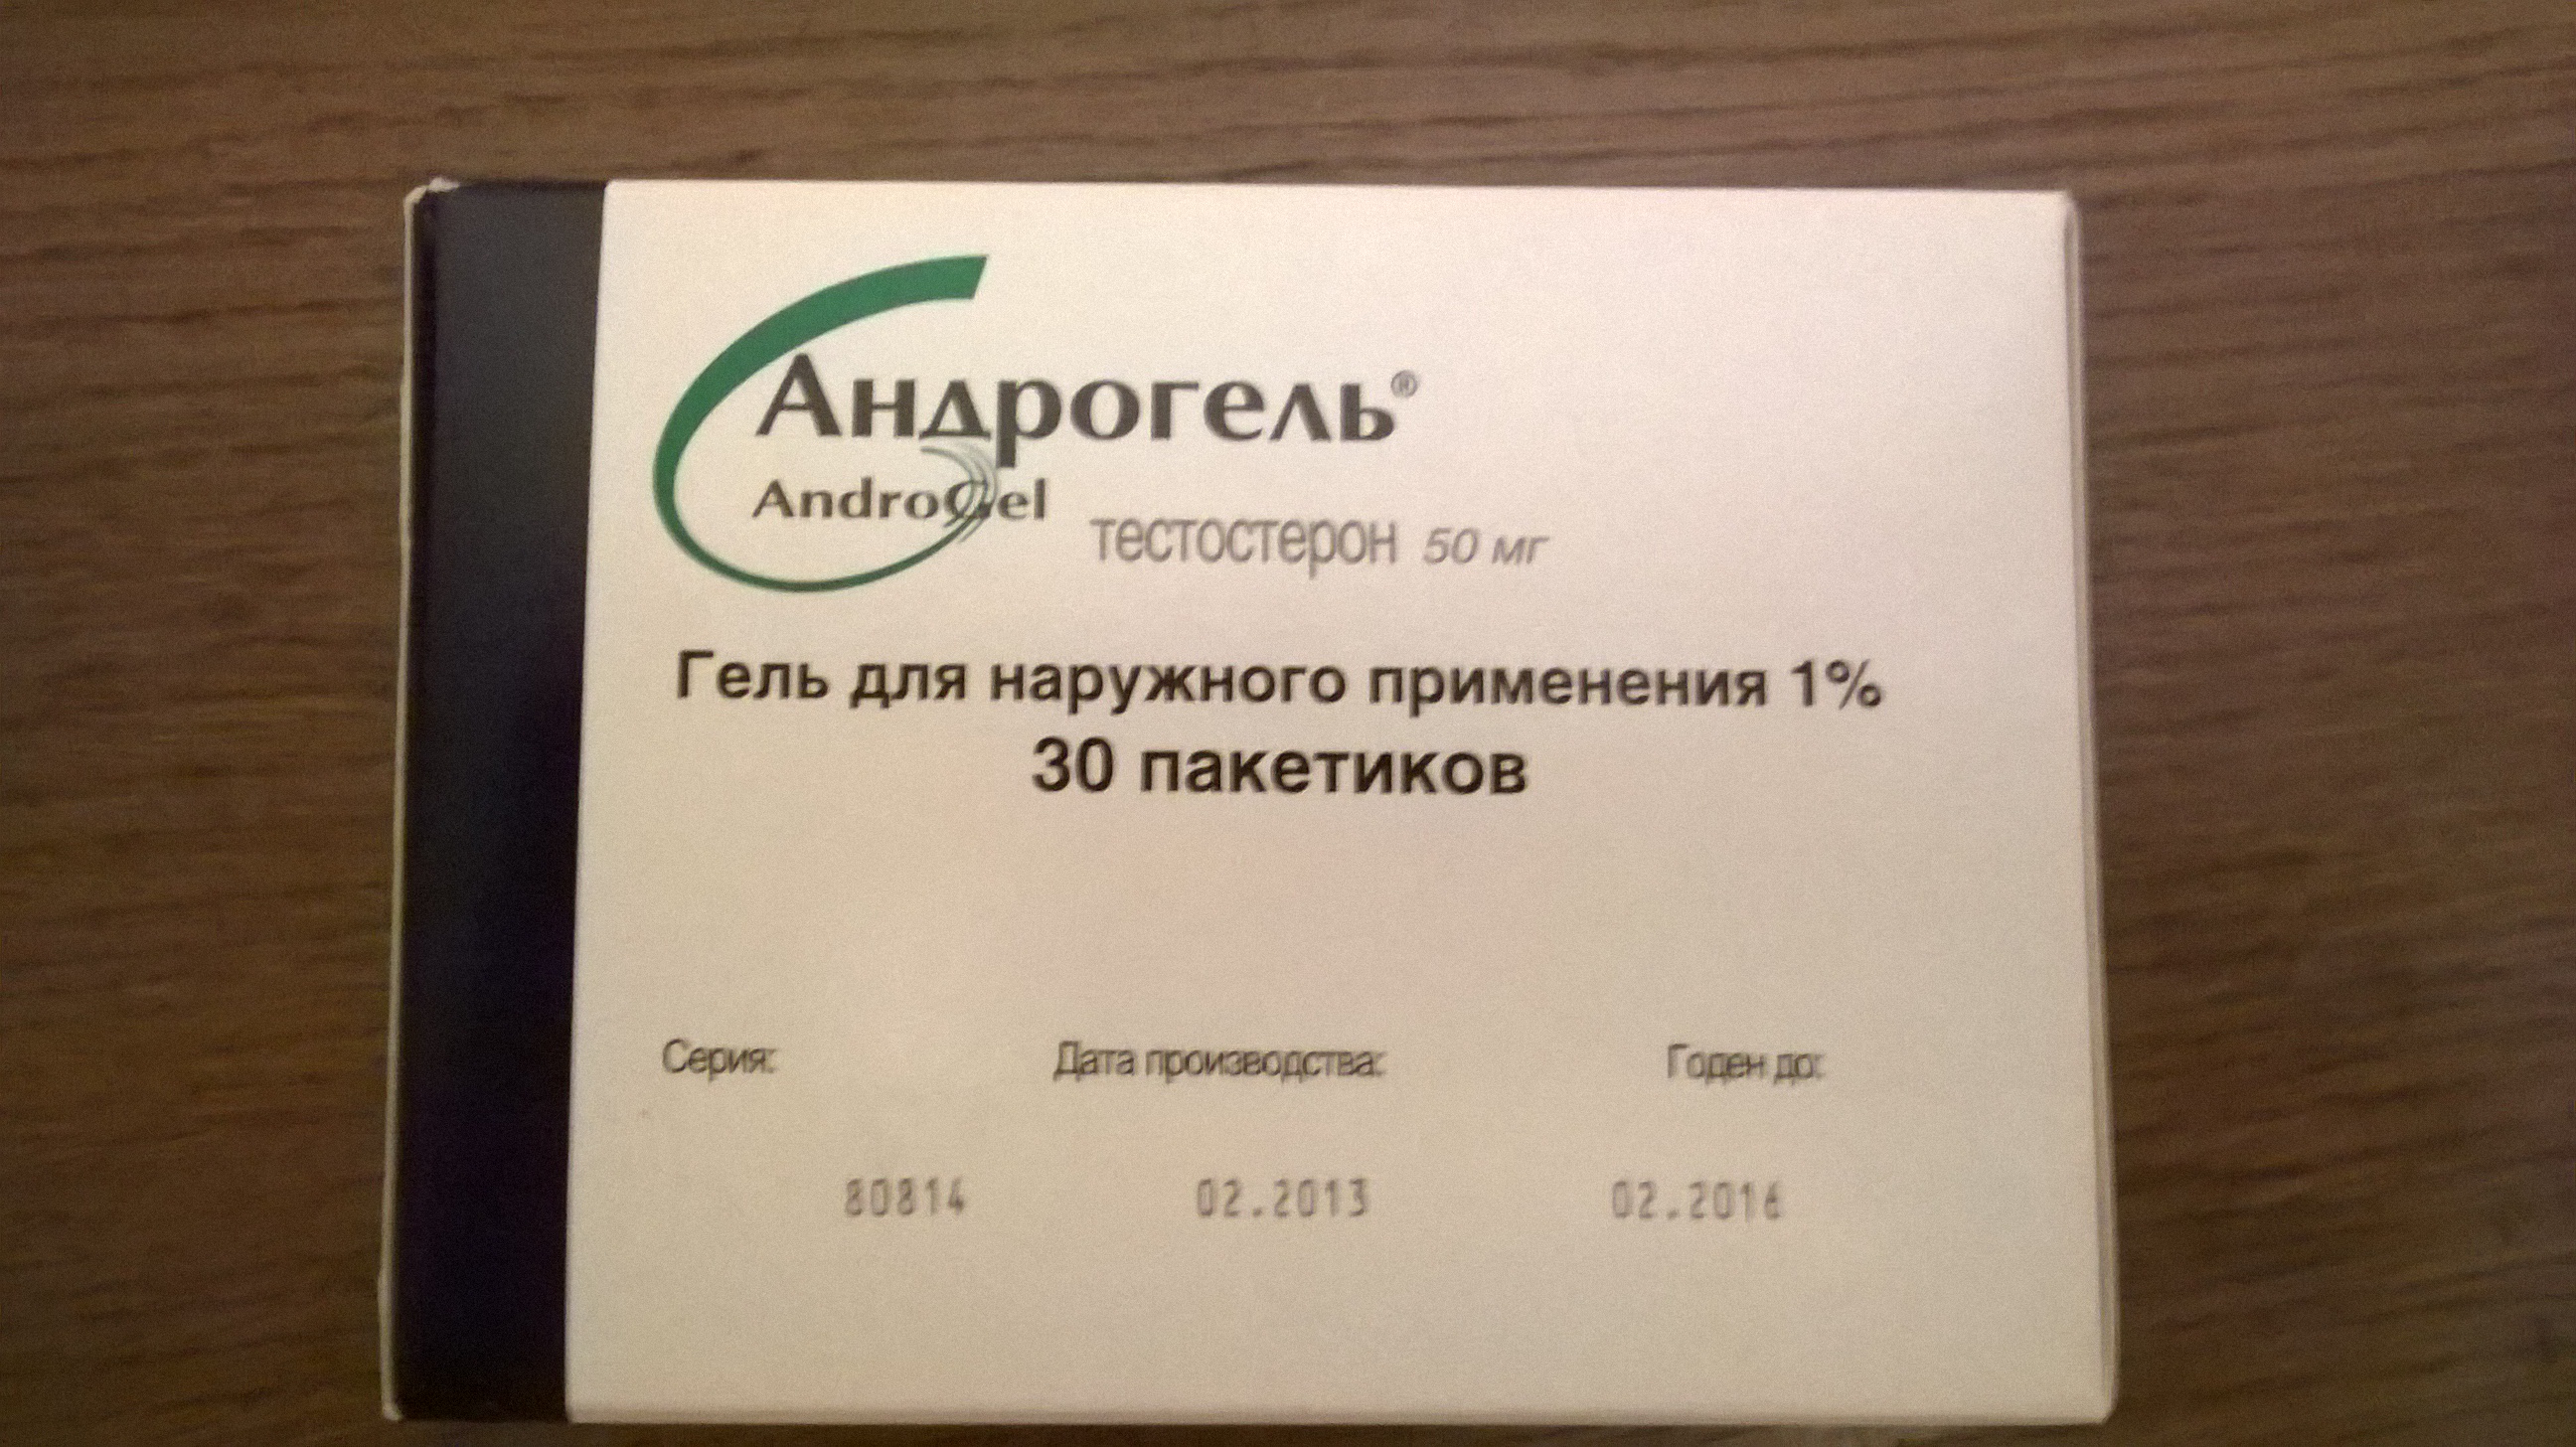 Андрогель®
AndroGel
тестостерон 50 мг
Гель для наружного применения 1%
30 пакетиков
Серия: Дата производства: Годен до:
80814 02.2013 02.2016